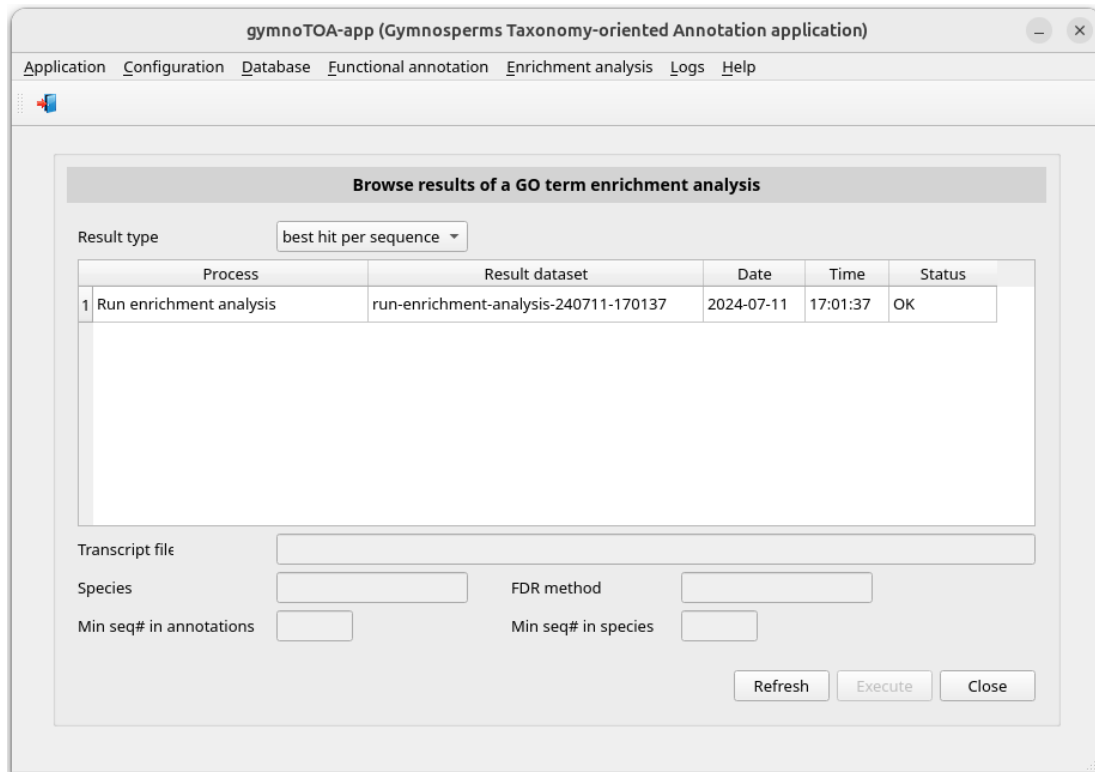 gymnoTOA-app (Gymnosperms Taxonomy-oriented Annotation application)
Application Configuration Database Functional annotation Enrichment analysis Logs Help
Browse results of a GO term enrichment analysis
Result type best hit per sequence
Process Result dataset Date Time Status
1 Run enrichment analysis run-enrichment-analysis-240711-170137 2024-07-11 17:01:37 OK
Transcript file
Species FDR method
Min seq# in annotations Min seq# in species
Refresh Execute Close